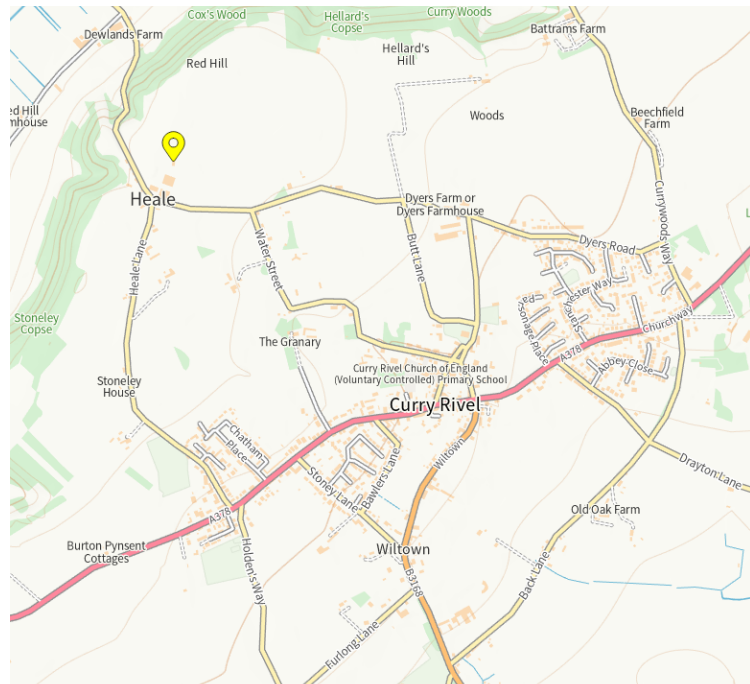 Cox's Wood
Hellard's
Copse
Curry Woods
Dewlands Farm
Battrams Farm
Hellard's
Hill
Red Hill
ed Hill
mhouse
Woods
Beechfield
Farm
Heale
Dyers Farm or
Dyers Farmhouse
Currywoods Way
Dyers Road
Heale Lane
Water Street
Butt Lane
Stanchester Way
Parsonage Place
Churchway
Stoneley
Copse
The Granary
A378
Abbey Close
Curry Rivel Church of England
(Voluntary Controlled) Primary School
Stoneley
House
Curry Rivel
Chatham
Place
Wiltown
Bawlers Lane
Stoney Lane
Drayton Lane
A378
Old Oak Farm
Burton Pynsent
Cottages
Wiltown
Holden's Way
B3168
Back Lane
Furlong Lane